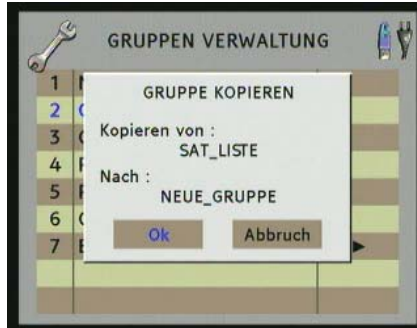 GRUPPEN VERWALTUNG
1
2
3
4
5
6
7
GRUPPE KOPIEREN
Kopieren von :
SAT_LISTE
Nach :
NEUE_GRUPPE
Ok Abbruch